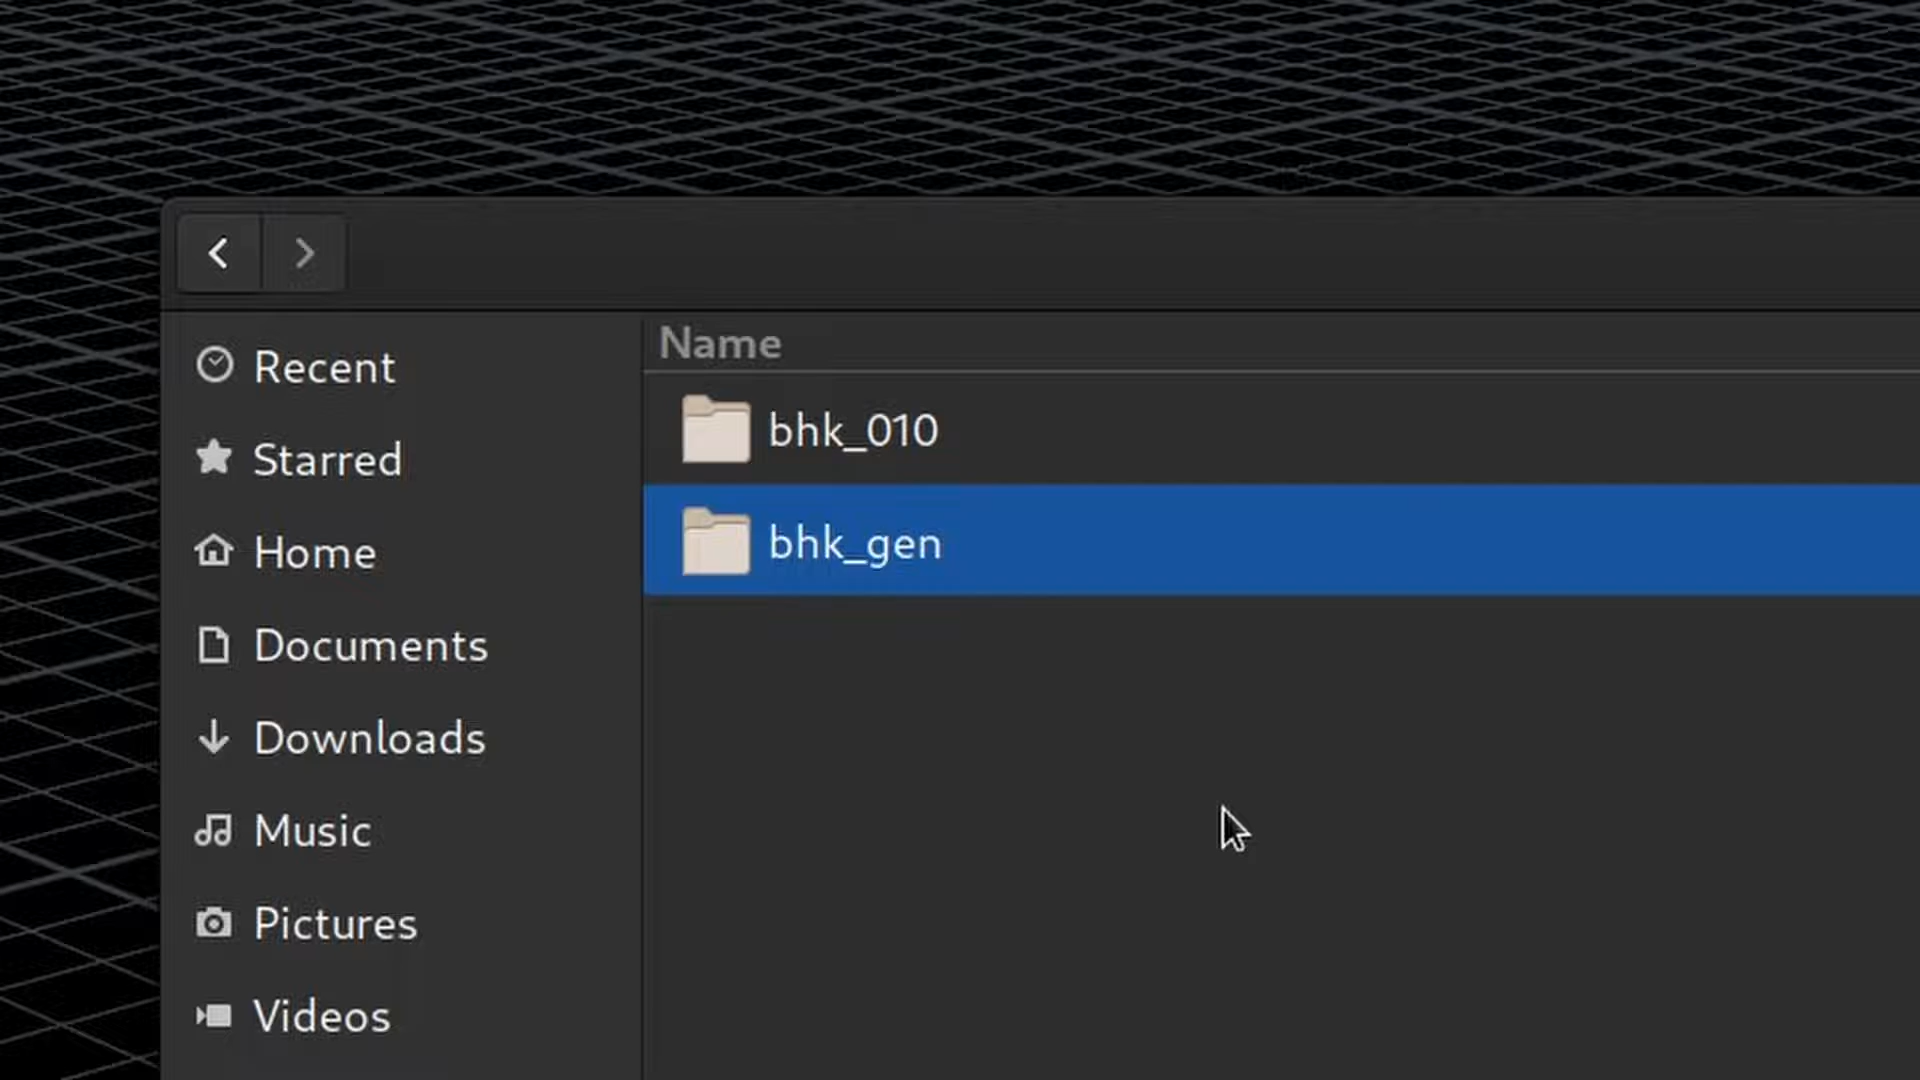 Name
Recent
bhk_010
Starred
bhk_gen
Home
Documents
Downloads
Music
Pictures
Videos